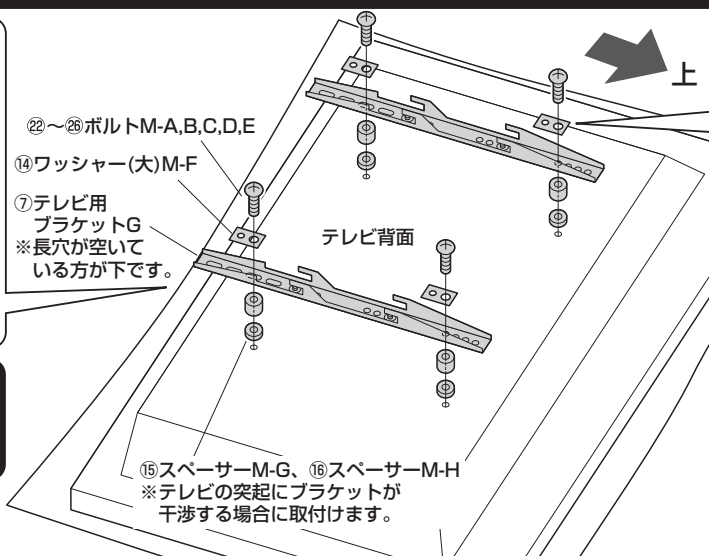 上
㉒～㉖ボルトM-A,B,C,D,E
⑭ワッシャー(大)M-F
⑦テレビ用
ブラケットG
※長穴が空いて
いる方が下です。
テレビ背面
⑮スペーサーM-G、⑯スペーサーM-H
※テレビの突起にブラケットが
干渉する場合に取付けます。